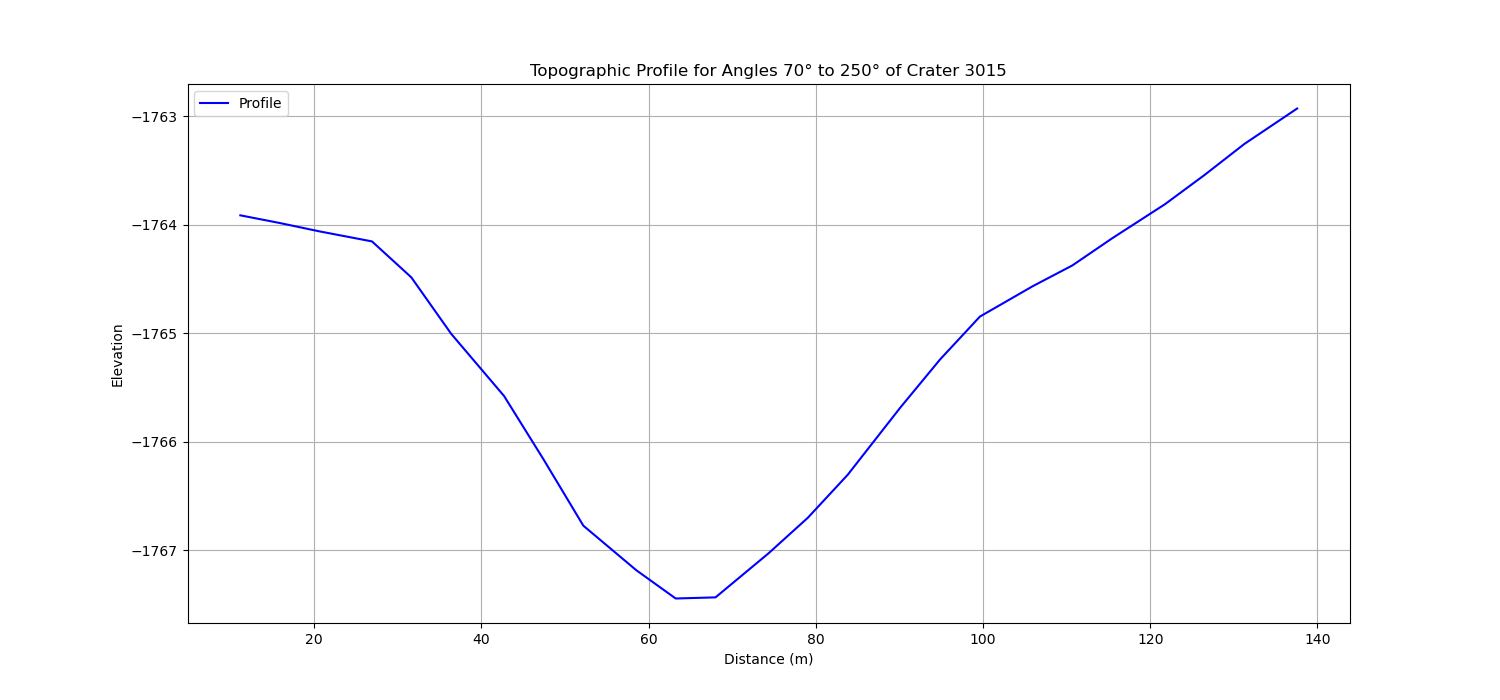 Topographic Profile for Angles 70° to 250° of Crater 3015
Profile
−1763
−1764
−1765
−1766
−1767
Elevation
20 40 60 80 100 120 140
Distance (m)